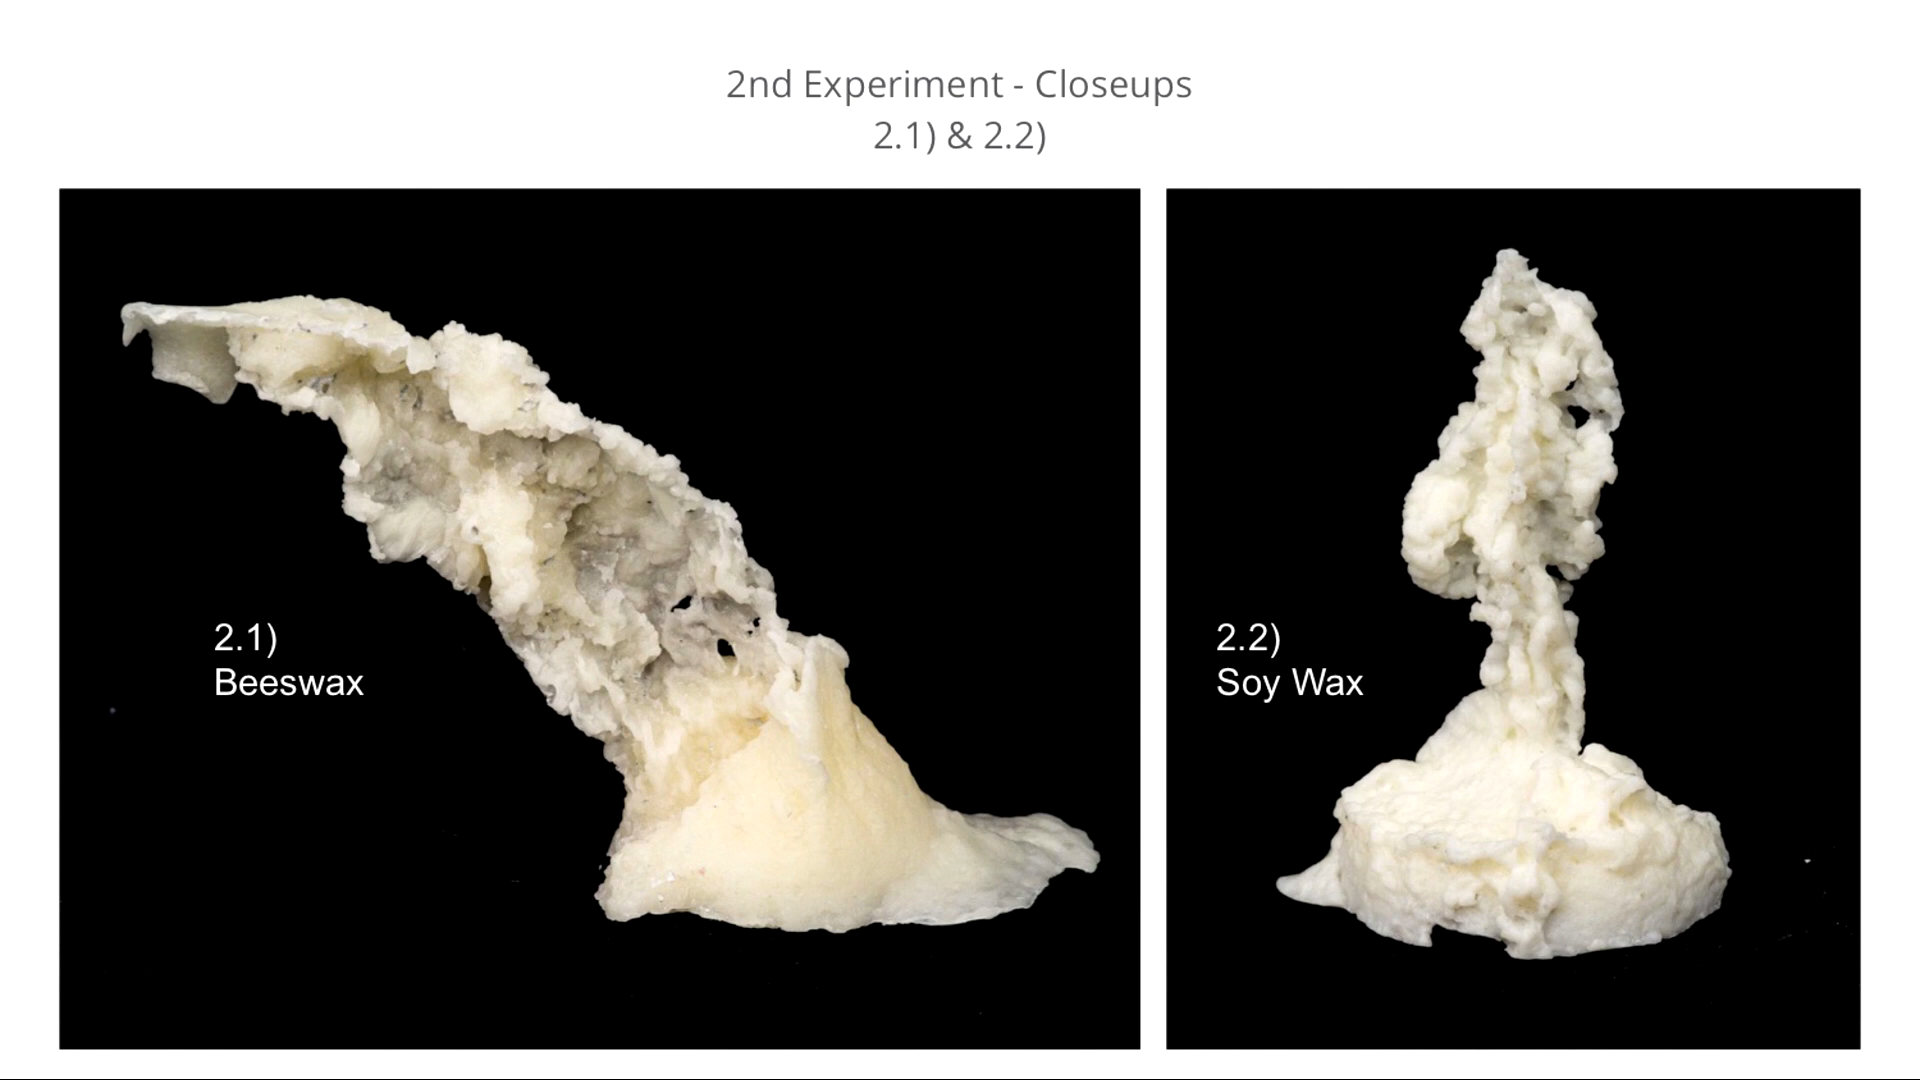 2nd Experiment - Closeups
2.1) & 2.2)
2.1)
Beeswax
2.2)
Soy Wax